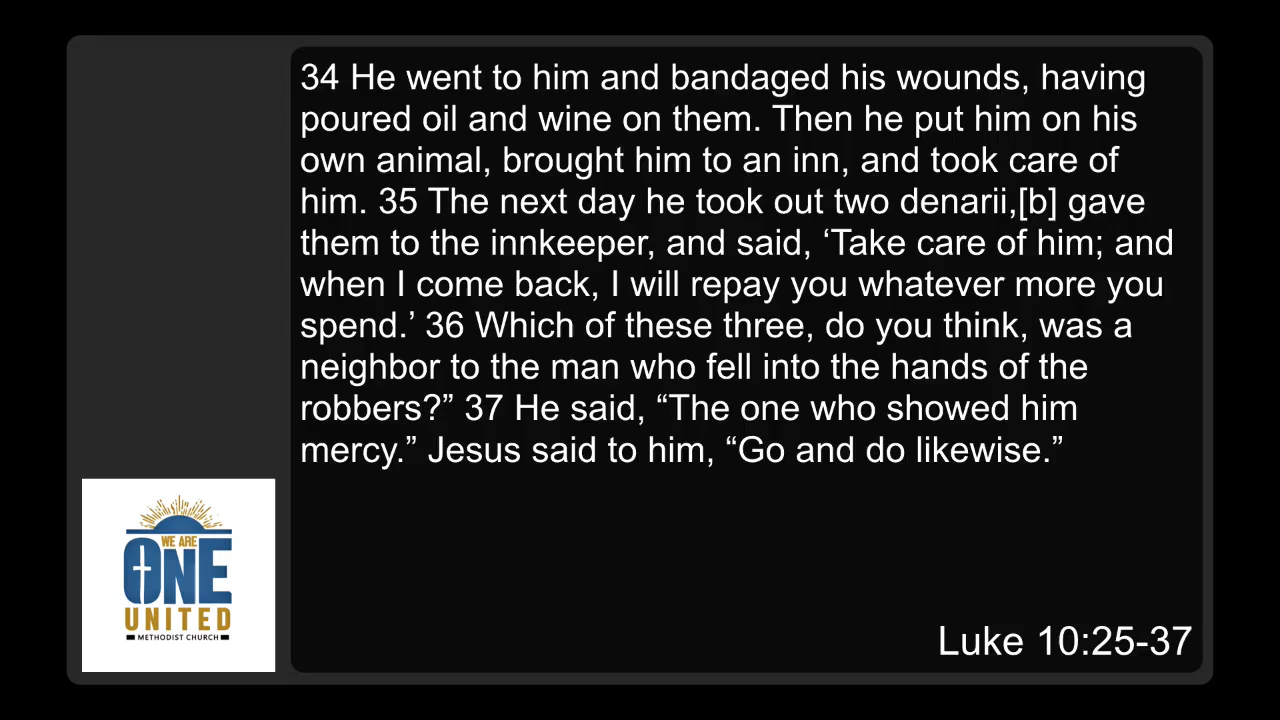 34 He went to him and bandaged his wounds, having
poured oil and wine on them. Then he put him on his
own animal, brought him to an inn, and took care of
him. 35 The next day he took out two denarii,[b] gave
them to the innkeeper, and said, ‘Take care of him; and
when I come back, I will repay you whatever more you
spend.’ 36 Which of these three, do you think, was a
neighbor to the man who fell into the hands of the
robbers?” 37 He said, “The one who showed him
mercy.” Jesus said to him, “Go and do likewise.”
WE ARE
ONE
UNITED
METHODIST CHURCH
Luke 10:25-37